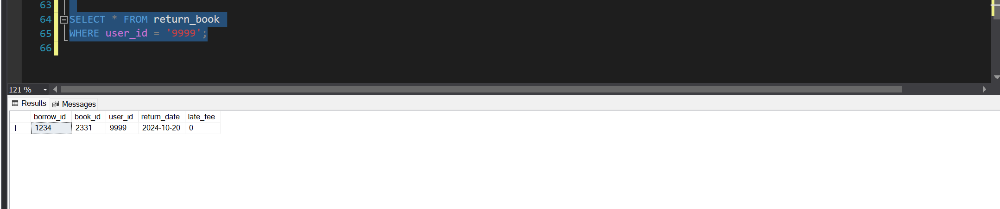 63
64 SELECT * FROM return_book
65 WHERE user_id = '9999';
66
121 %
Results Messages
borrow_id book_id user_id return_date late_fee
1 1234 2331 9999 2024-10-20 0